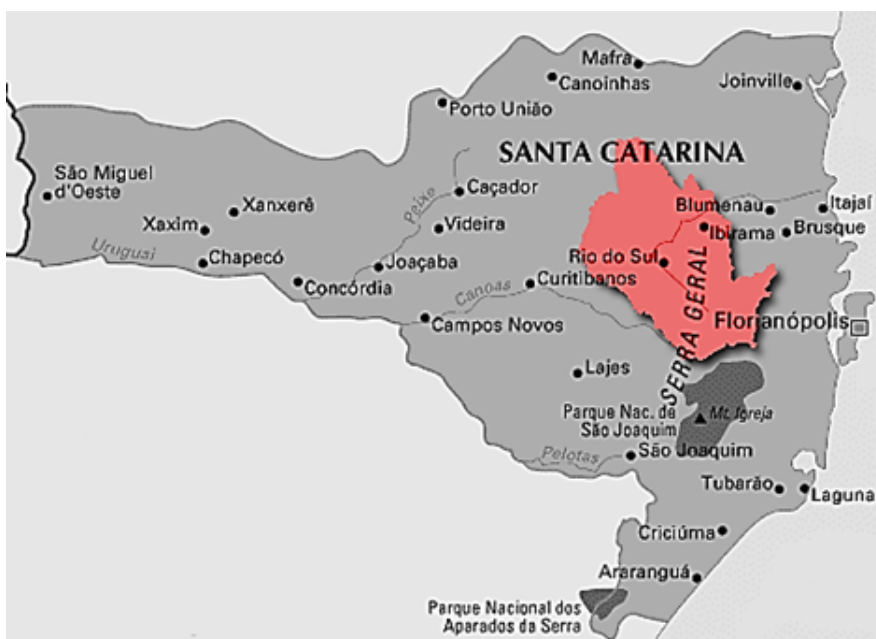 Mafra
Canoinhas
Joinville
Porto União
SANTA CATARINA
São Miguel
d'Oeste
Caçador
Peixe
Xanxerê
Blumenau
Itajaí
Xaxim
Videira
Ibirama
Brusque
Uruguai
Chapecó
Joaçaba
Rio do Sul
Concórdia
Canoas
Curitibanos
SERRA GERAL
Campos Novos
Florianópolis
Lajes
Parque Nac. de
São Joaquim
Mt. Igreja
Pelotas
São Joaquim
Tubarão
Laguna
Criciúma
Araranguá
Parque Nacional dos
Aparados da Serra